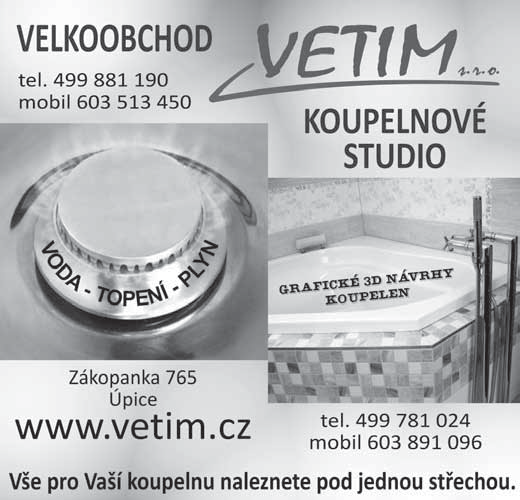 VELKOOBCHOD
tel. 499 881 190
mobil 603 513 450
VETIM s.r.o.
KOUPELNOVÉ
STUDIO
VODA - TOPENÍ - PLYN
GRAFICKÉ 3D NÁVRHY
KOUPELEN
Zákopanka 765
Úpice
www.vetim.cz
tel. 499 781 024
mobil 603 891 096
Vše pro Vaší koupelnu naleznete pod jednou střechou.